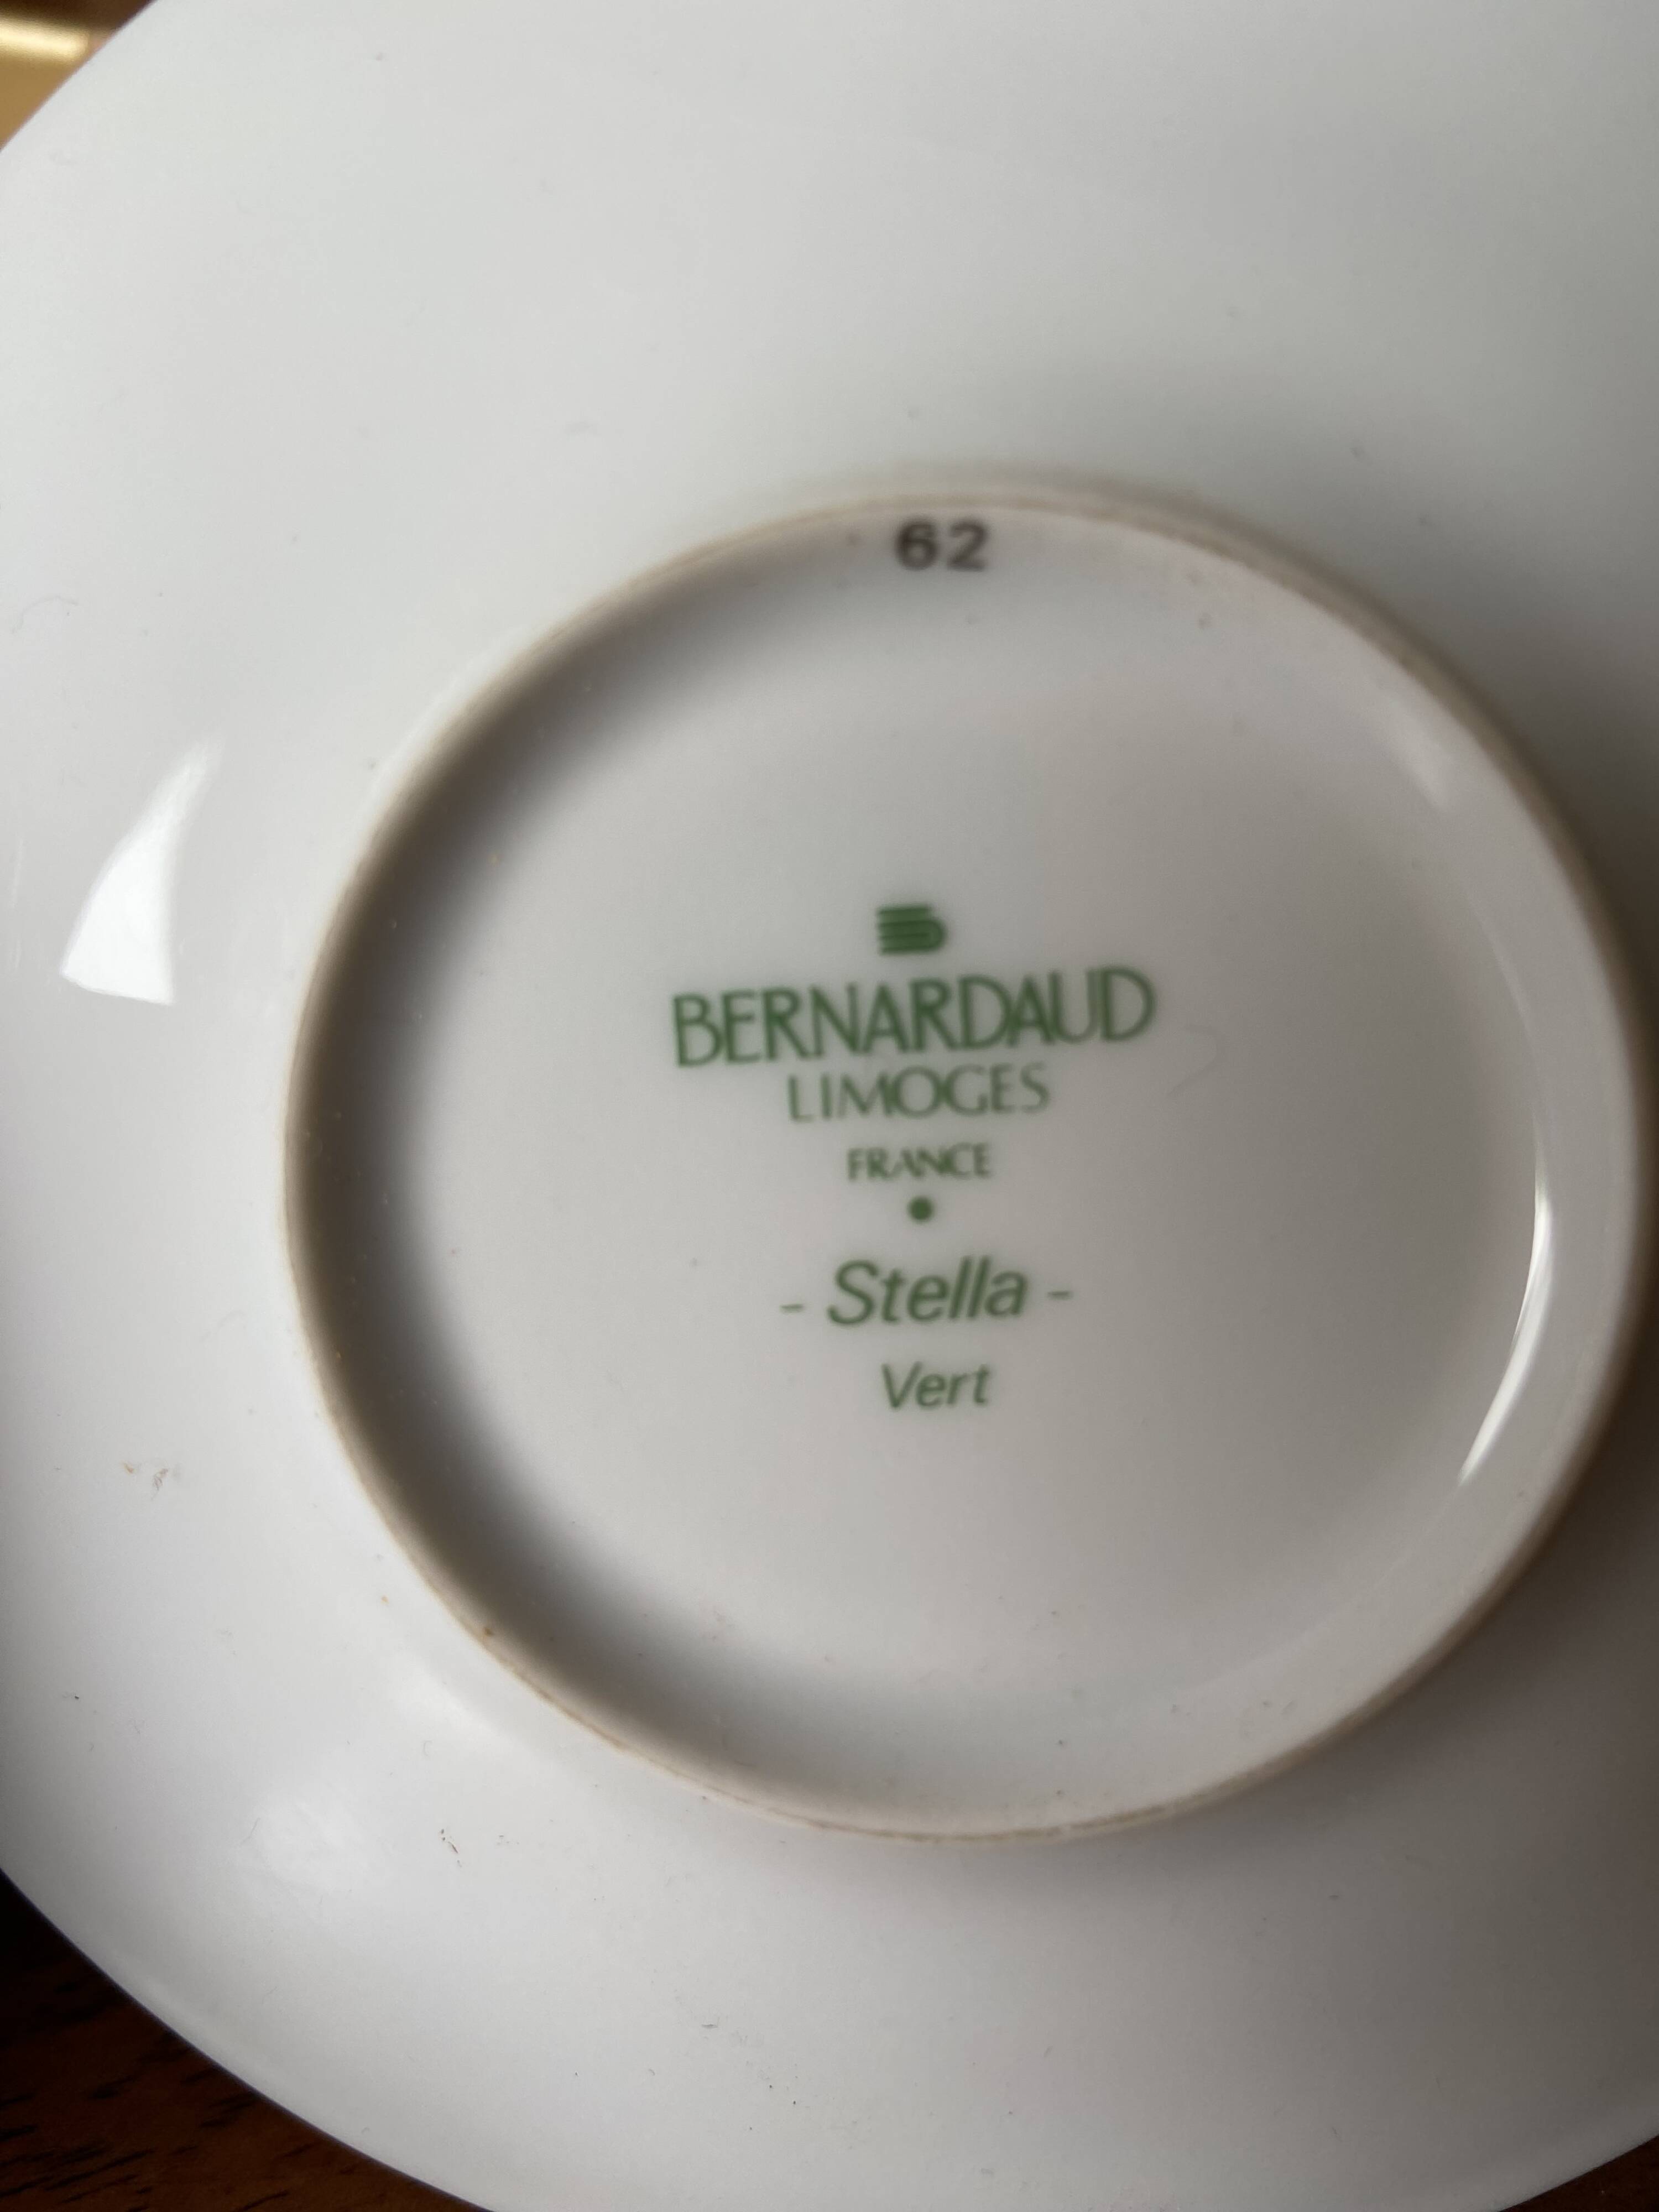 62
BERNARDAUD
LIMOGES
FRANCE
- Stella -
Vert